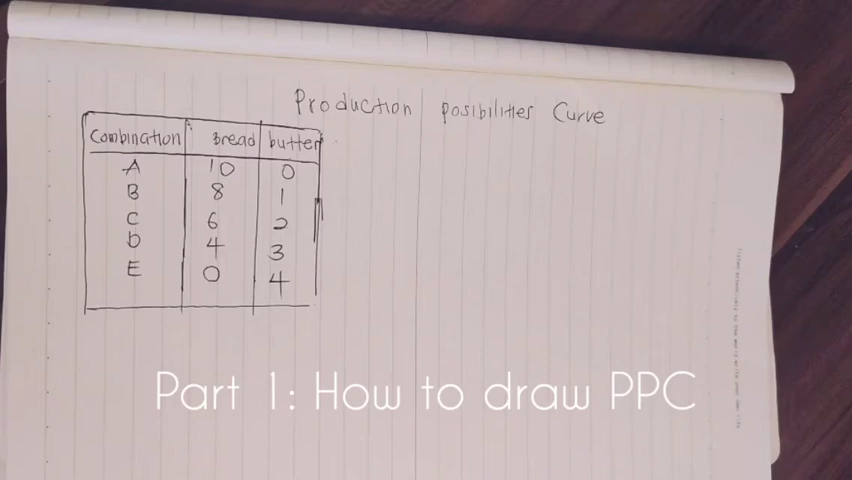 Production posibilities Curve
Combination Bread butter
A 10 0
B 8 1
C 6 2
D 4 3
E 0 4
Part 1: How to draw PPC